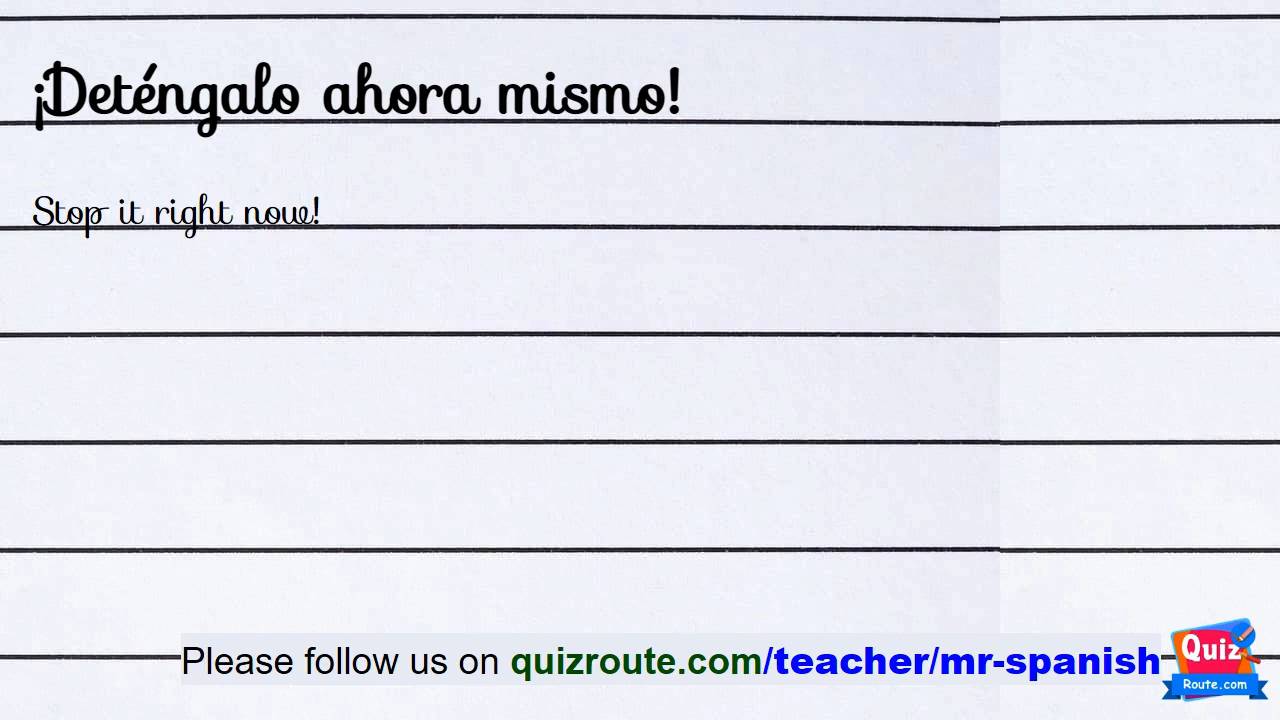 ¡Deténgalo ahora mismo!
Stop it right now!
Please follow us on quizroute.com/teacher/mr-spanish
Quiz
Route.com